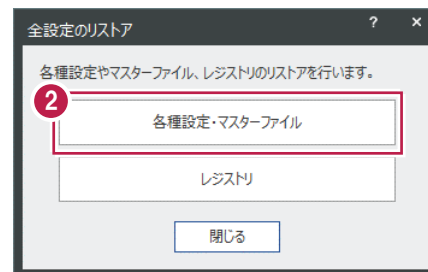 全設定のリストア ? ×
各種設定やマスターファイル、レジストリのリストアを行います。
2
各種設定・マスターファイル
レジストリ
閉じる